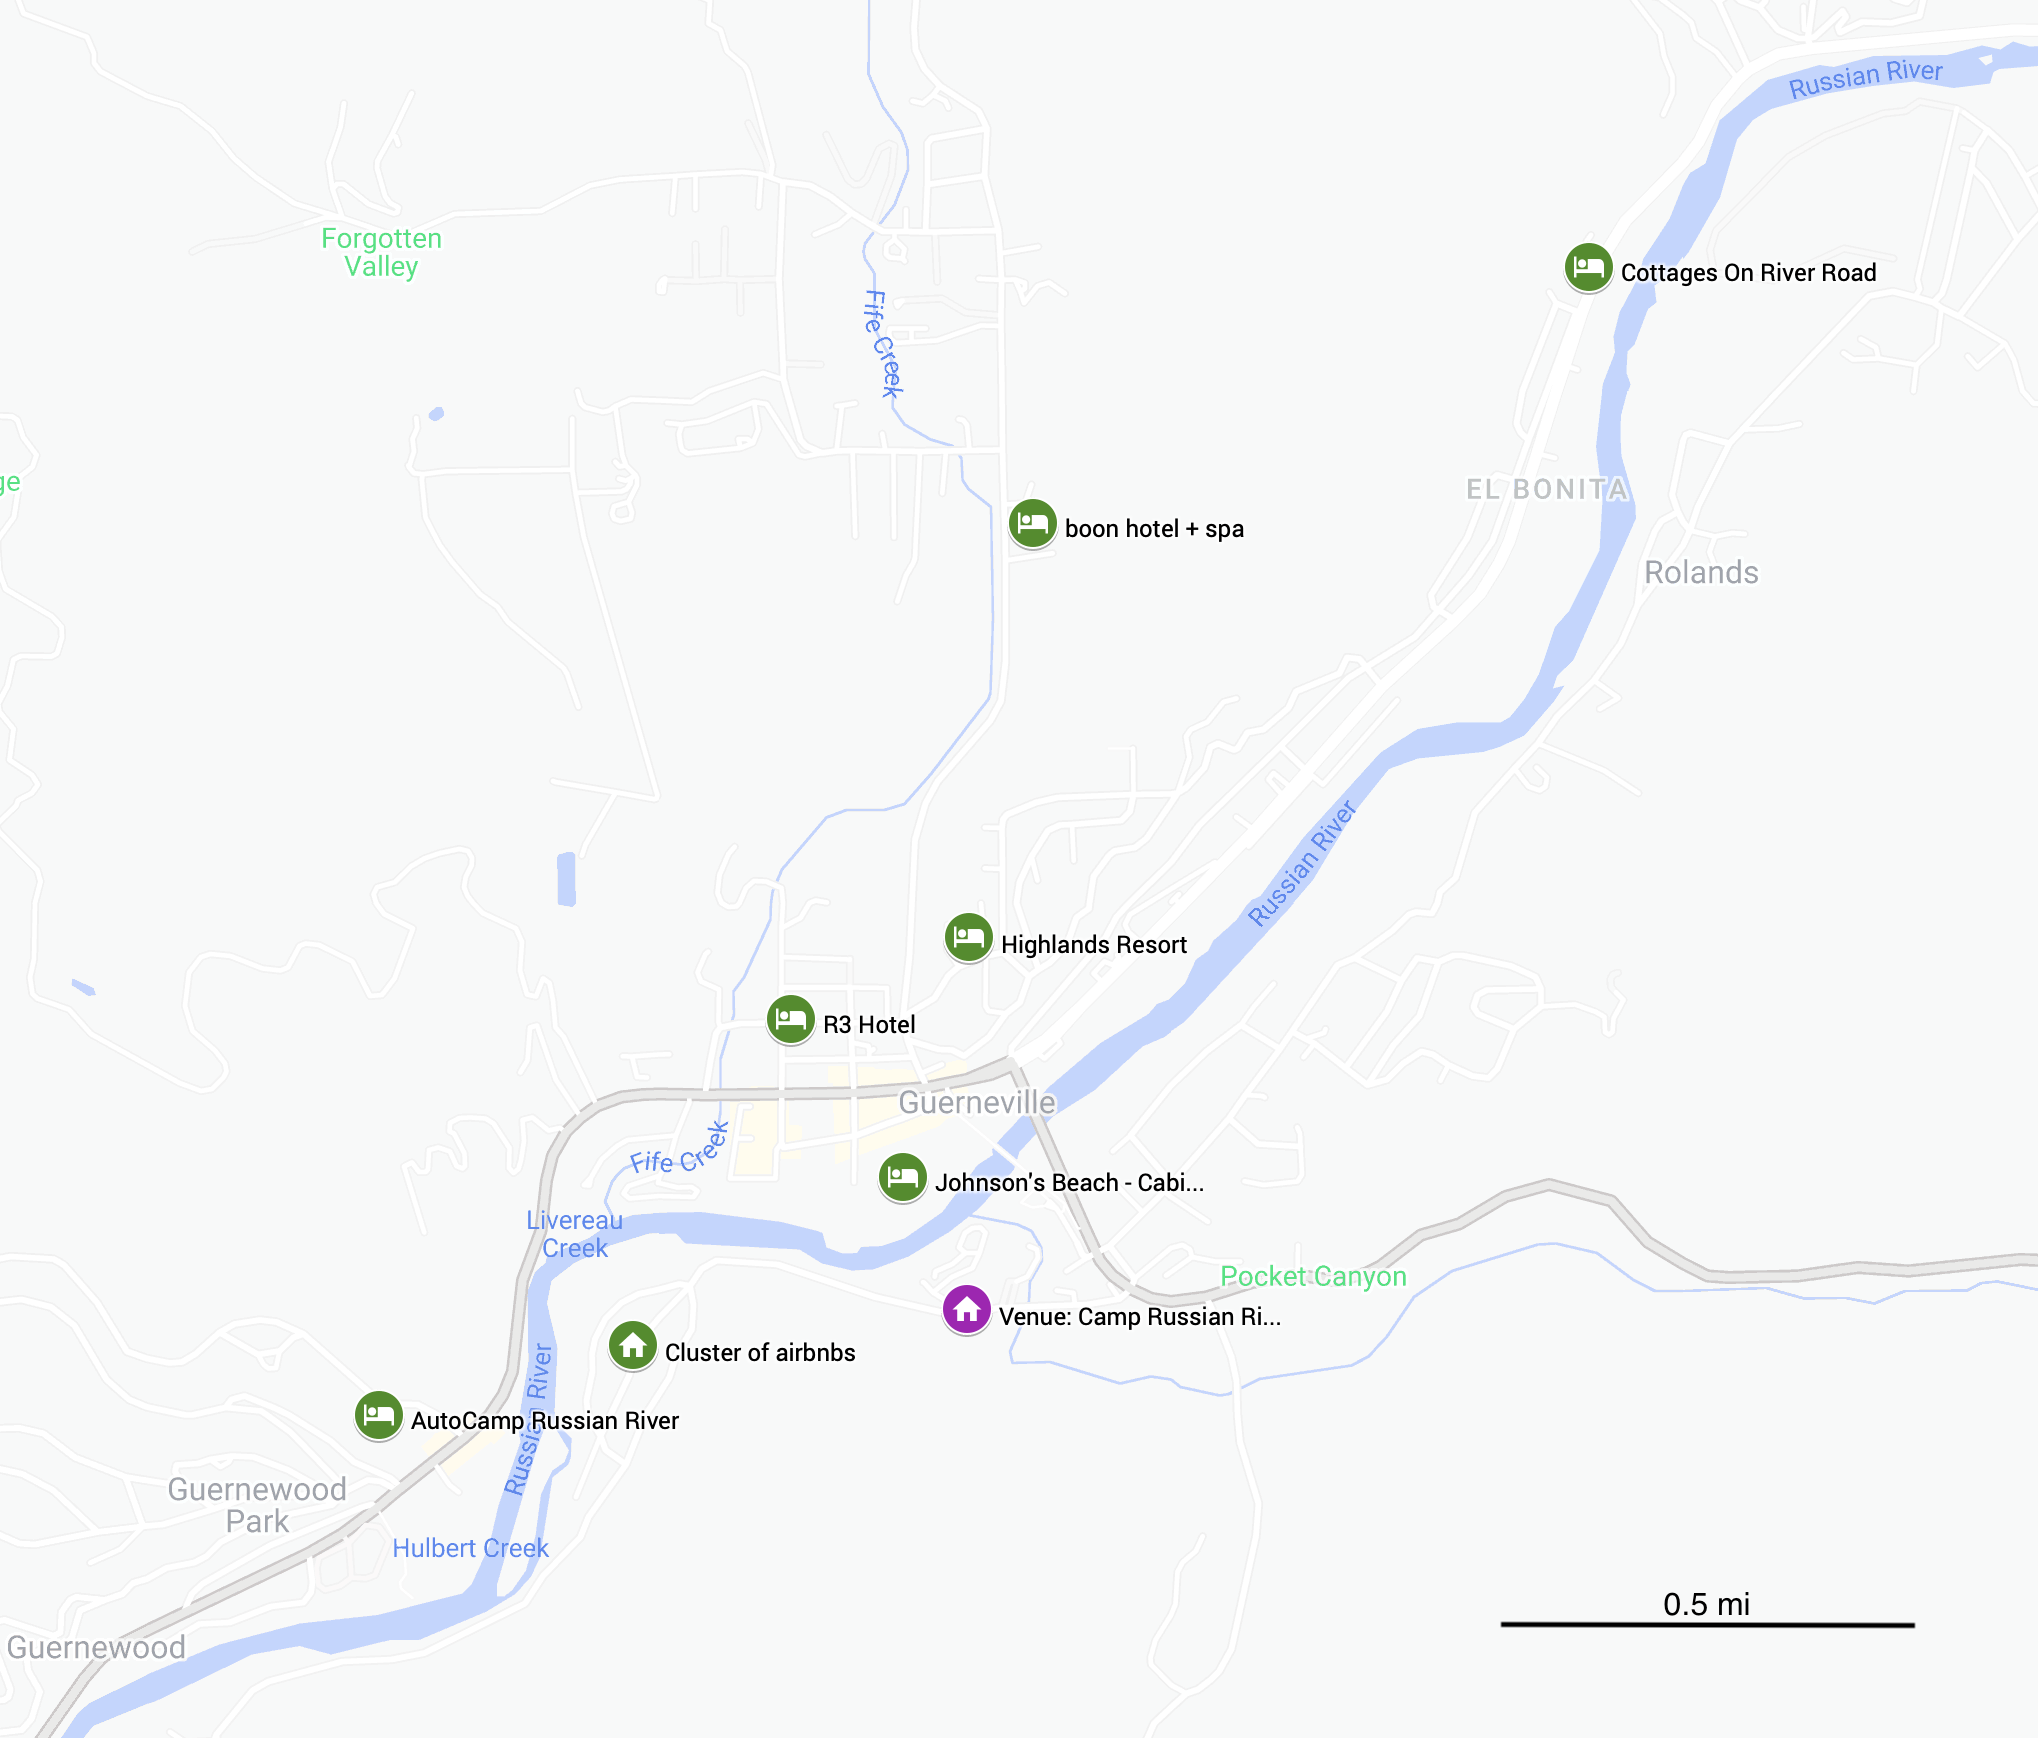 Russian River
Forgotten
Valley
Cottages On River Road
Fife Creek
ge
EL BONITA
boon hotel + spa
Rolands
Russian River
Highlands Resort
R3 Hotel
Guerneville
Fife Creek
Johnson's Beach - Cabi...
Livereau
Creek
Pocket Canyon
Venue: Camp Russian Ri...
Cluster of airbnbs
Russian River
AutoCamp Russian River
Guernewood
Park
Hulbert Creek
0.5 mi
Guernewood